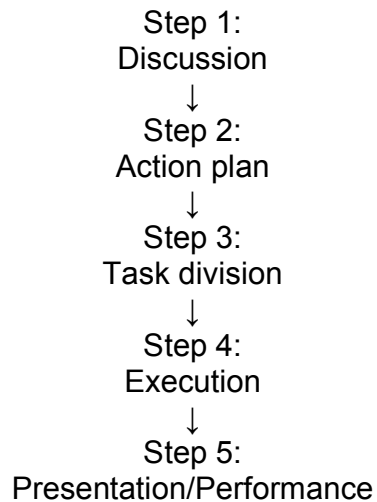 Step 1:
Discussion
↓
Step 2:
Action plan
↓
Step 3:
Task division
↓
Step 4:
Execution
↓
Step 5:
Presentation/Performance